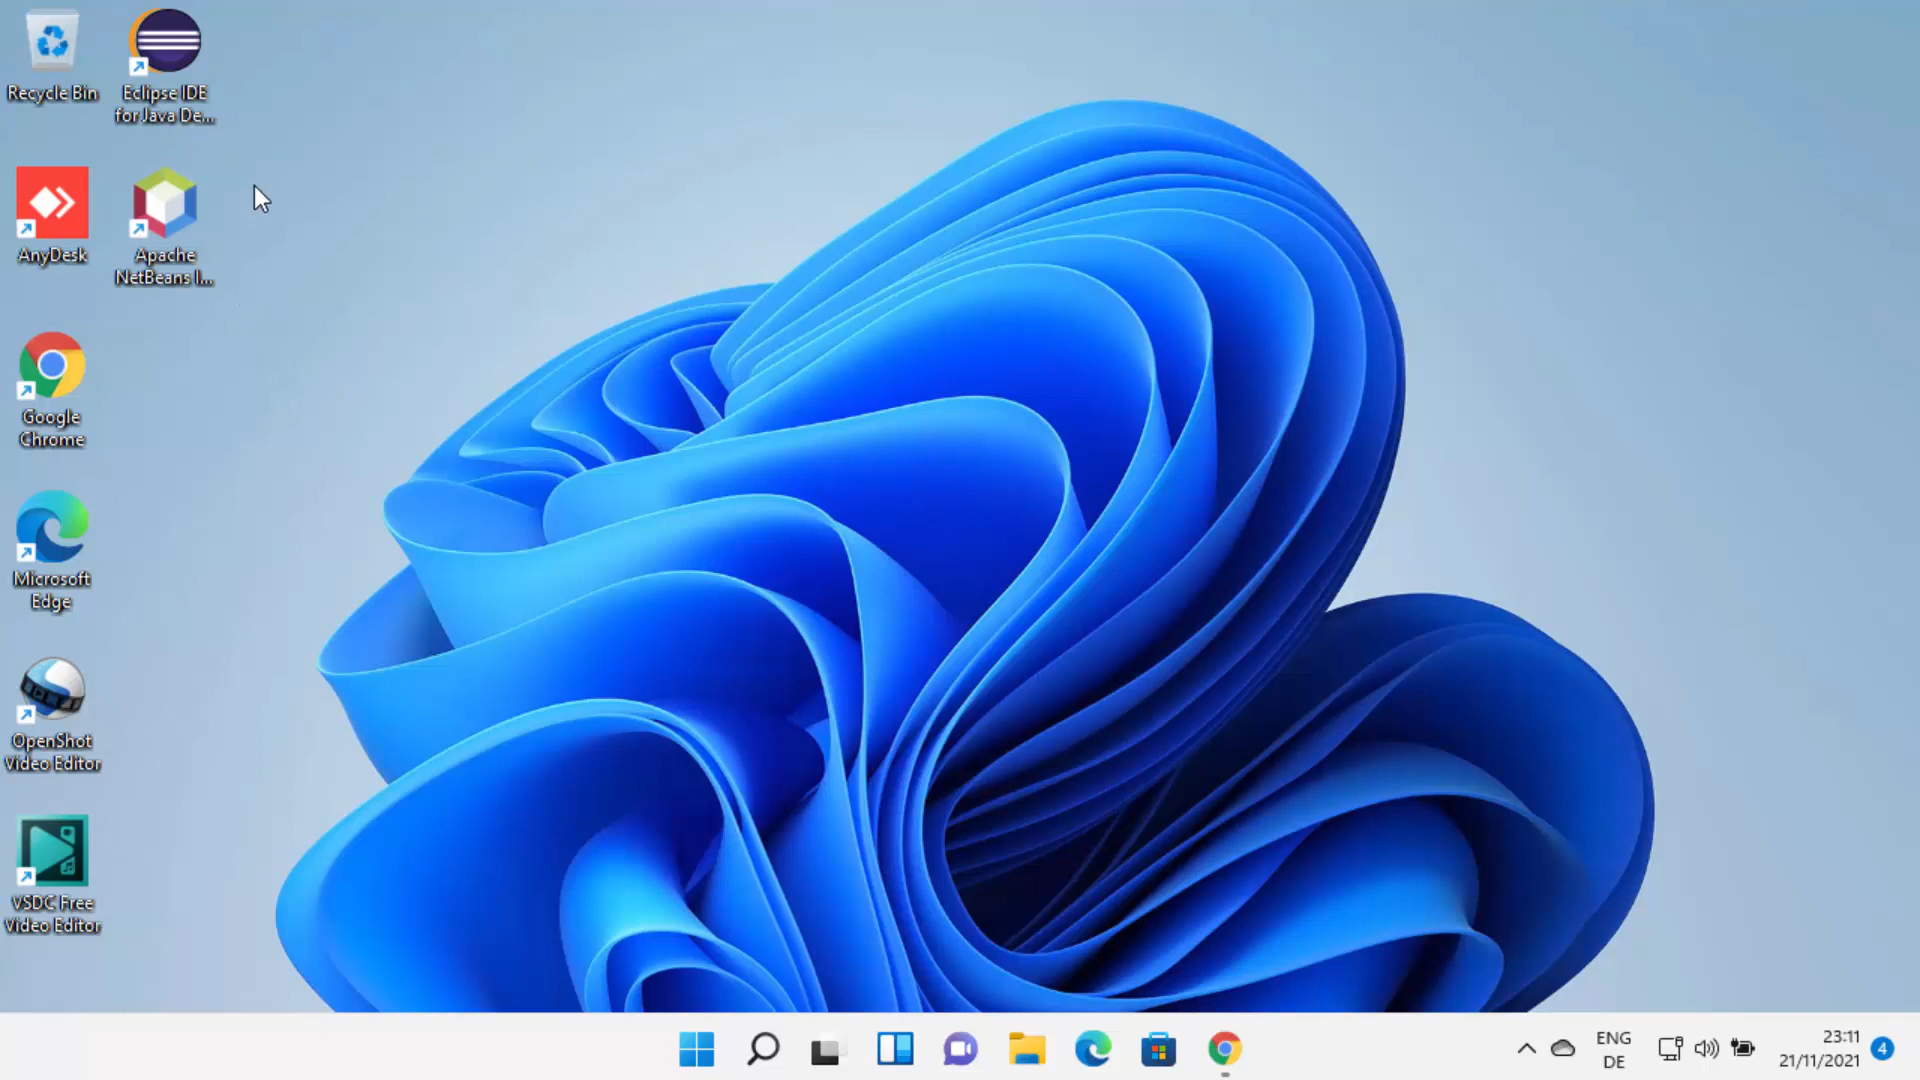 Recycle Bin
Eclipse IDE
for Java De...
AnyDesk
Apache
NetBeans I...
Google
Chrome
Microsoft
Edge
OpenShot
Video Editor
VSDC Free
Video Editor
ENG
DE
23:11
21/11/2021
4